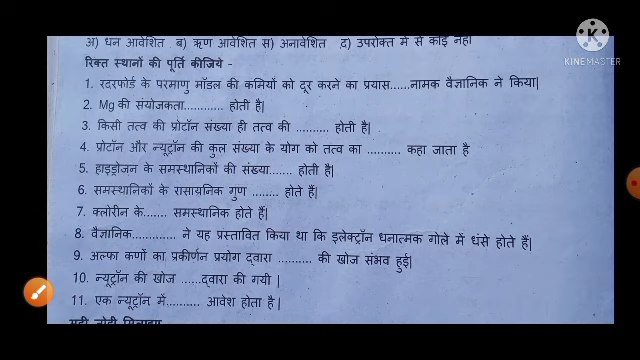 अ) धन आवेशित ब) ऋण आवेशित स) अनावेशित द) उपरोक्त में से कोई नहीं
रिक्त स्थानों की पूर्ति कीजिये -
1. रदरफोर्ड के परमाणु मॉडल की कमियों को दूर करने का प्रयास......नामक वैज्ञानिक ने किया|
2. Mg की संयोजकता........... होती है|
3. किसी तत्व की प्रोटॉन संख्या ही तत्व की ......... होती है|
4. प्रोटॉन और न्यूट्रॉन की कुल संख्या के योग को तत्व का ......... कहा जाता है
5. हाइड्रोजन के समस्थानिकों की संख्या....... होती है|
6. समस्थानिकों के रासायनिक गुण ........ होते हैं|
7. क्लोरीन के....... समस्थानिक होते हैं|
8. वैज्ञानिक............. ने यह प्रस्तावित किया था कि इलेक्ट्रॉन धनात्मक गोले में धंसे होते हैं|
9. अल्फा कणों का प्रकीर्णन प्रयोग द्वारा .......... की खोज संभव हुई|
10. न्यूट्रॉन की खोज ......द्वारा की गयी |
11. एक न्यूट्रॉन में.......... आवेश होता है |
KINEMASTER